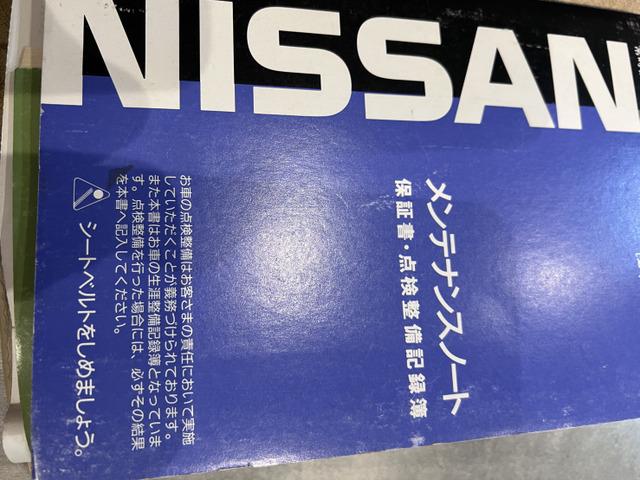 NISSAN
メンテナンスノート
保証書・点検整備記録簿
お車の点検整備はお客さまの責任において実施
していただくことが義務づけられております。
また本書はお車の生涯整備記録簿となっていま
す。点検整備を行った場合には、必ずその結果
を本書へ記入してください。
シートベルトをしめましょう。